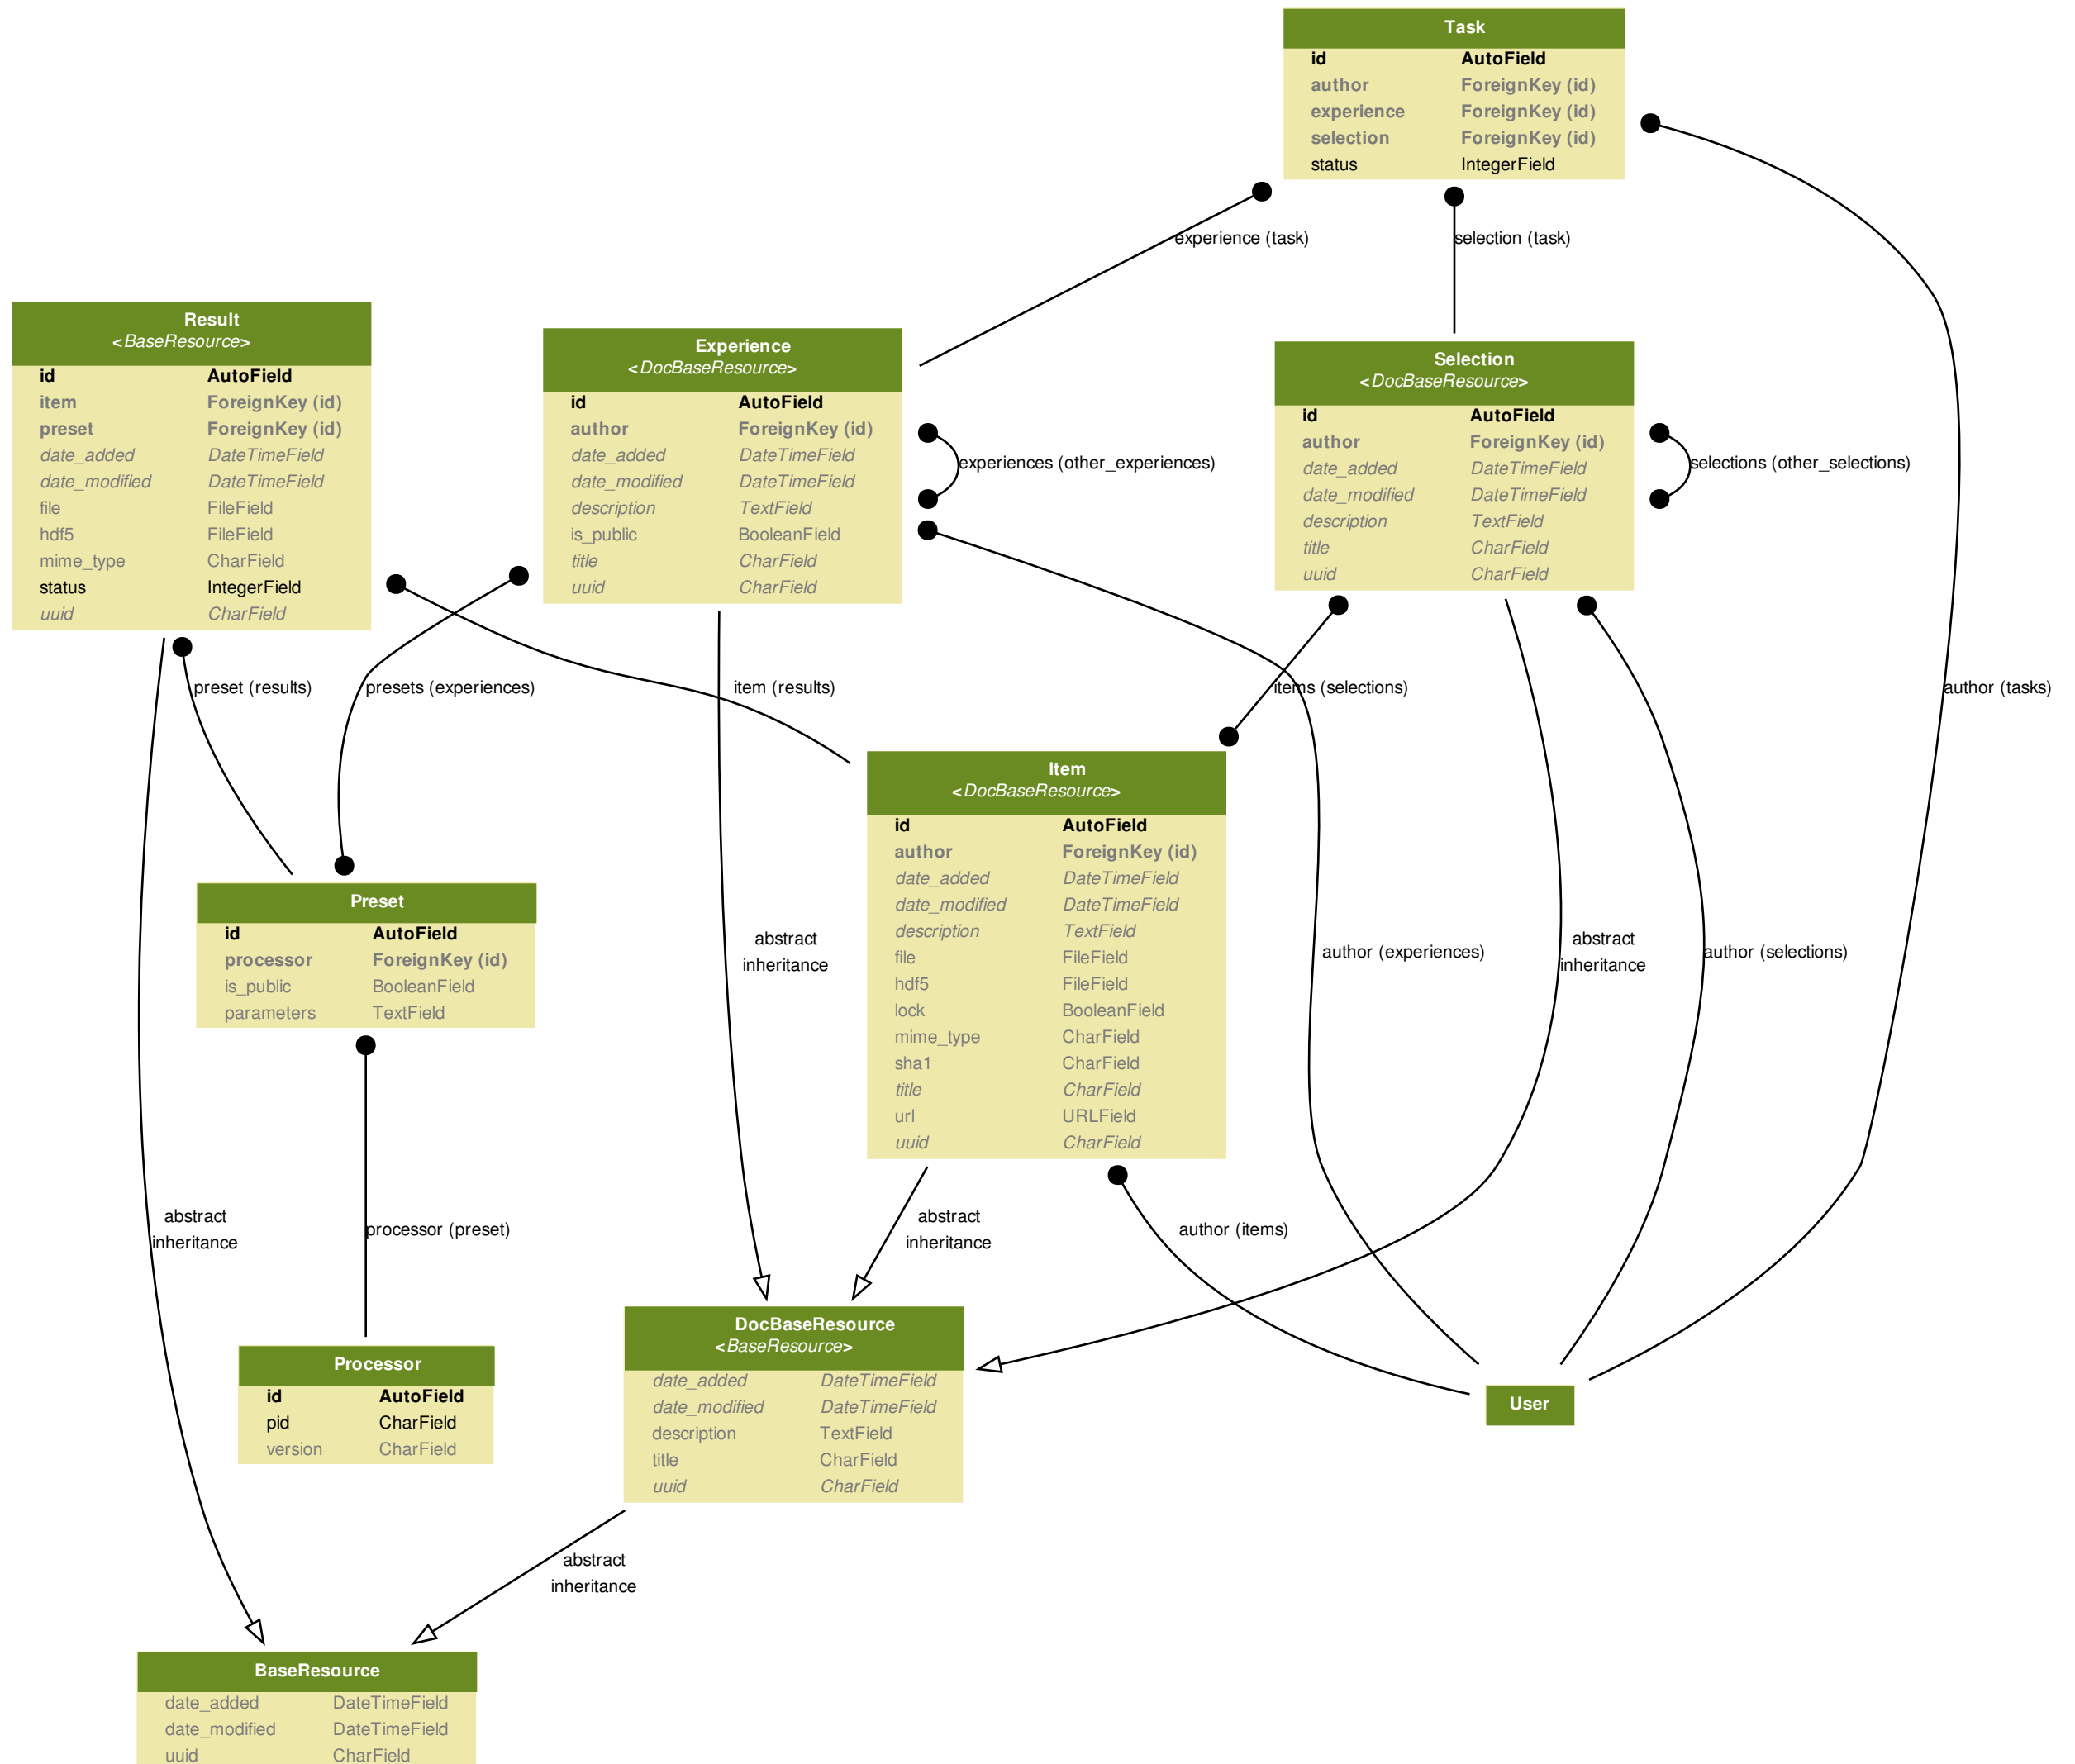 Task
id AutoField
author ForeignKey (id)
experience ForeignKey (id)
selection ForeignKey (id)
status IntegerField
experience (task)
selection (task)
Result
<BaseResource>
id AutoField
item ForeignKey (id)
preset ForeignKey (id)
date_added DateTimeField
date_modified DateTimeField
file FileField
hdf5 FileField
mime_type CharField
status IntegerField
uuid CharField
Experience
<DocBaseResource>
id AutoField
author ForeignKey (id)
date_added DateTimeField
date_modified DateTimeField
description TextField
is_public BooleanField
title CharField
uuid CharField
experiences (other_experiences)
Selection
<DocBaseResource>
id AutoField
author ForeignKey (id)
date_added DateTimeField
date_modified DateTimeField
description TextField
title CharField
uuid CharField
selections (other_selections)
preset (results)
presets (experiences)
item (results)
items (selections)
author (tasks)
Item
<DocBaseResource>
id AutoField
author ForeignKey (id)
date_added DateTimeField
date_modified DateTimeField
description TextField
file FileField
hdf5 FileField
lock BooleanField
mime_type CharField
sha1 CharField
title CharField
url URLField
uuid CharField
Preset
id AutoField
processor ForeignKey (id)
is_public BooleanField
parameters TextField
abstract
inheritance
author (experiences)
abstract
inheritance
author (selections)
abstract
inheritance
processor (preset)
abstract
inheritance
author (items)
Processor
id AutoField
pid CharField
version CharField
DocBaseResource
<BaseResource>
date_added DateTimeField
date_modified DateTimeField
description TextField
title CharField
uuid CharField
User
abstract
inheritance
BaseResource
date_added DateTimeField
date_modified DateTimeField
uuid CharField